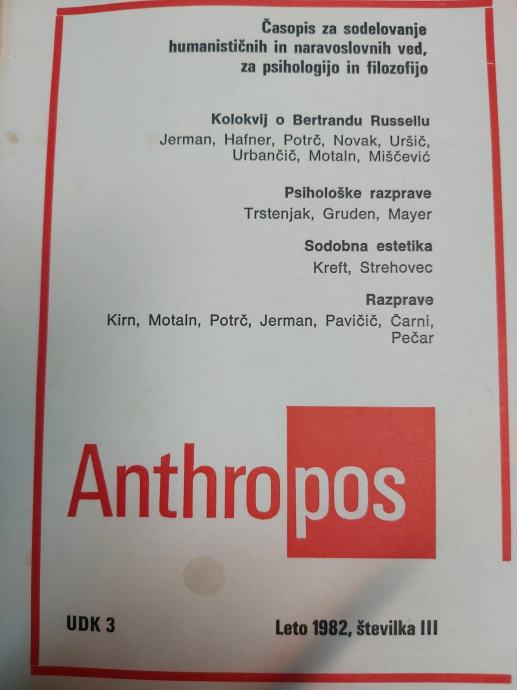 Časopis za sodelovanje
humanističnih in naravoslovnih ved,
za psihologijo in filozofijo
Kolokvij o Bertrandu Russellu
Jerman, Hafner, Potrč, Novak, Uršič,
Urbančič, Motaln, Miščević
Psihološke razprave
Trstenjak, Gruden, Mayer
Sodobna estetika
Kreft, Strehovec
Razprave
Kirn, Motaln, Potrč, Jerman, Pavičič, Čarni,
Pečar
Anthropos
UDK 3
Leto 1982, številka III